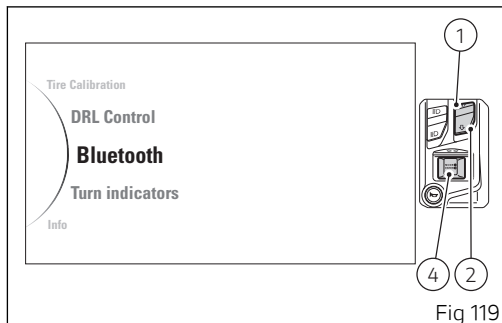 Tire Calibration
DRL Control
Bluetooth
Turn indicators
Info
1
4
2
Fig 119